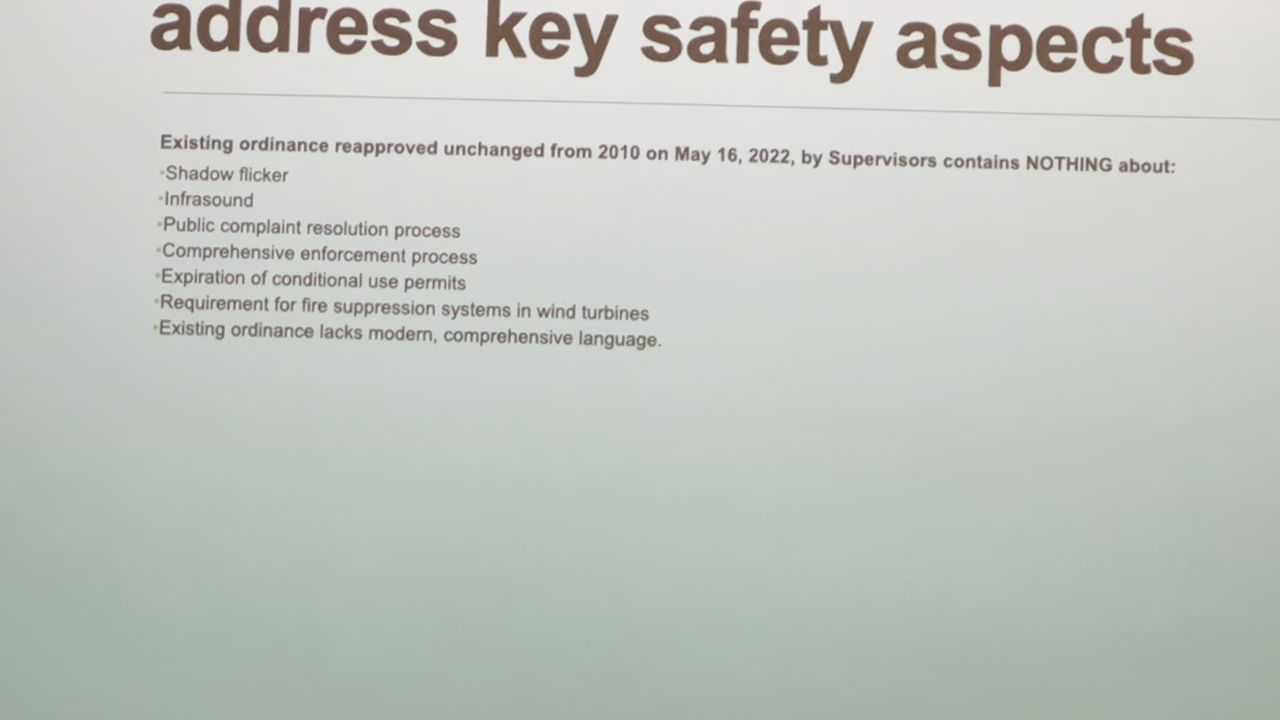 address key safety aspects
Existing ordinance reapproved unchanged from 2010 on May 16, 2022, by Supervisors contains NOTHING about:
•Shadow flicker
•Infrasound
•Public complaint resolution process
•Comprehensive enforcement process
•Expiration of conditional use permits
•Requirement for fire suppression systems in wind turbines
•Existing ordinance lacks modern, comprehensive language.